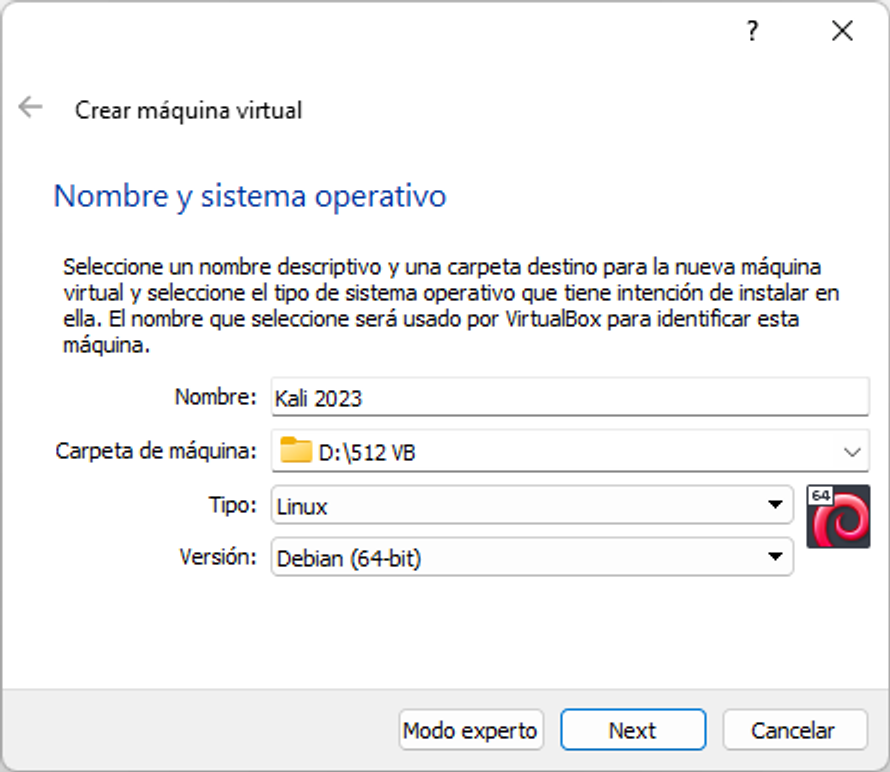 ?
Crear máquina virtual
Nombre y sistema operativo
Seleccione un nombre descriptivo y una carpeta destino para la nueva máquina
virtual y seleccione el tipo de sistema operativo que tiene intención de instalar en
ella. El nombre que seleccione será usado por VirtualBox para identificar esta
máquina.
Nombre: Kali 2023
Carpeta de máquina: D:\512 VB
Tipo: Linux
64
Versión: Debian (64-bit)
Modo experto Next Cancelar